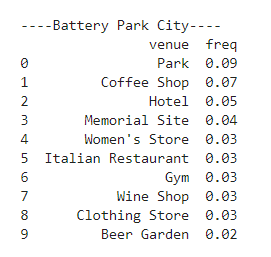 ----Battery Park City----
venue freq
0 Park 0.09
1 Coffee Shop 0.07
2 Hotel 0.05
3 Memorial Site 0.04
4 Women's Store 0.03
5 Italian Restaurant 0.03
6 Gym 0.03
7 Wine Shop 0.03
8 Clothing Store 0.03
9 Beer Garden 0.02